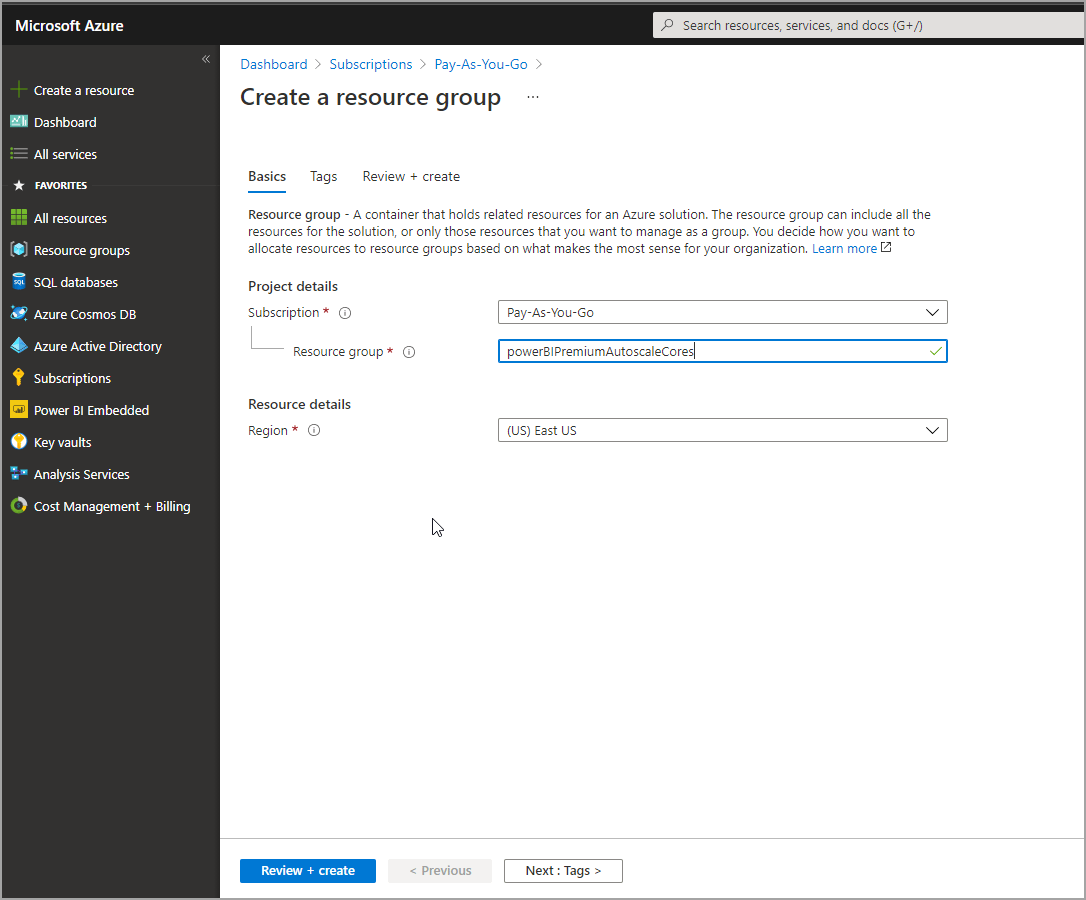 Microsoft Azure
Search resources, services, and docs (G+/)
«
Create a resource
Dashboard
All services
FAVORITES
All resources
Resource groups
SQL databases
Azure Cosmos DB
Azure Active Directory
Subscriptions
Power BI Embedded
Key vaults
Analysis Services
Cost Management + Billing
Dashboard > Subscriptions > Pay-As-You-Go >
Create a resource group ...
Basics Tags Review + create
Resource group - A container that holds related resources for an Azure solution. The resource group can include all the
resources for the solution, or only those resources that you want to manage as a group. You decide how you want to
allocate resources to resource groups based on what makes the most sense for your organization. Learn more
Project details
Subscription * Pay-As-You-Go
Resource group * powerBIPremiumAutoscaleCores
Resource details
Region * (US) East US
Review + create < Previous Next : Tags >